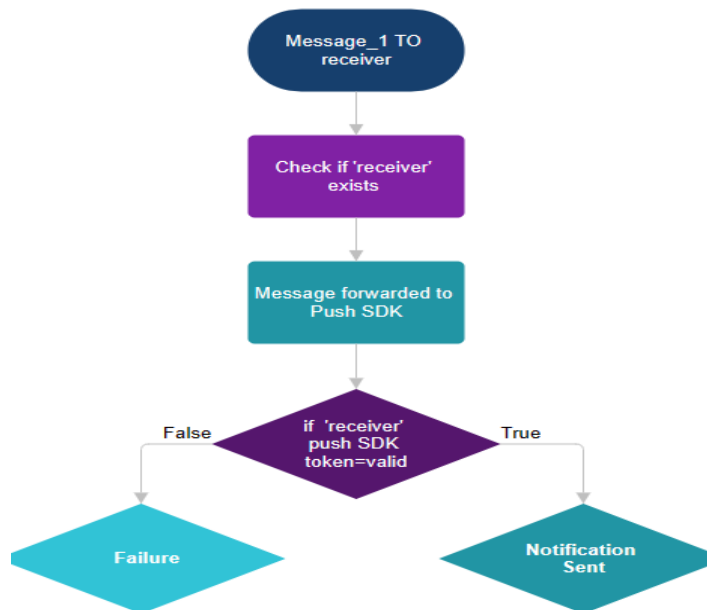 Message_1 TO
receiver
Check if 'receiver'
exists
Message forwarded to
Push SDK
if 'receiver'
push SDK
token=valid
False
True
Failure
Notification
Sent